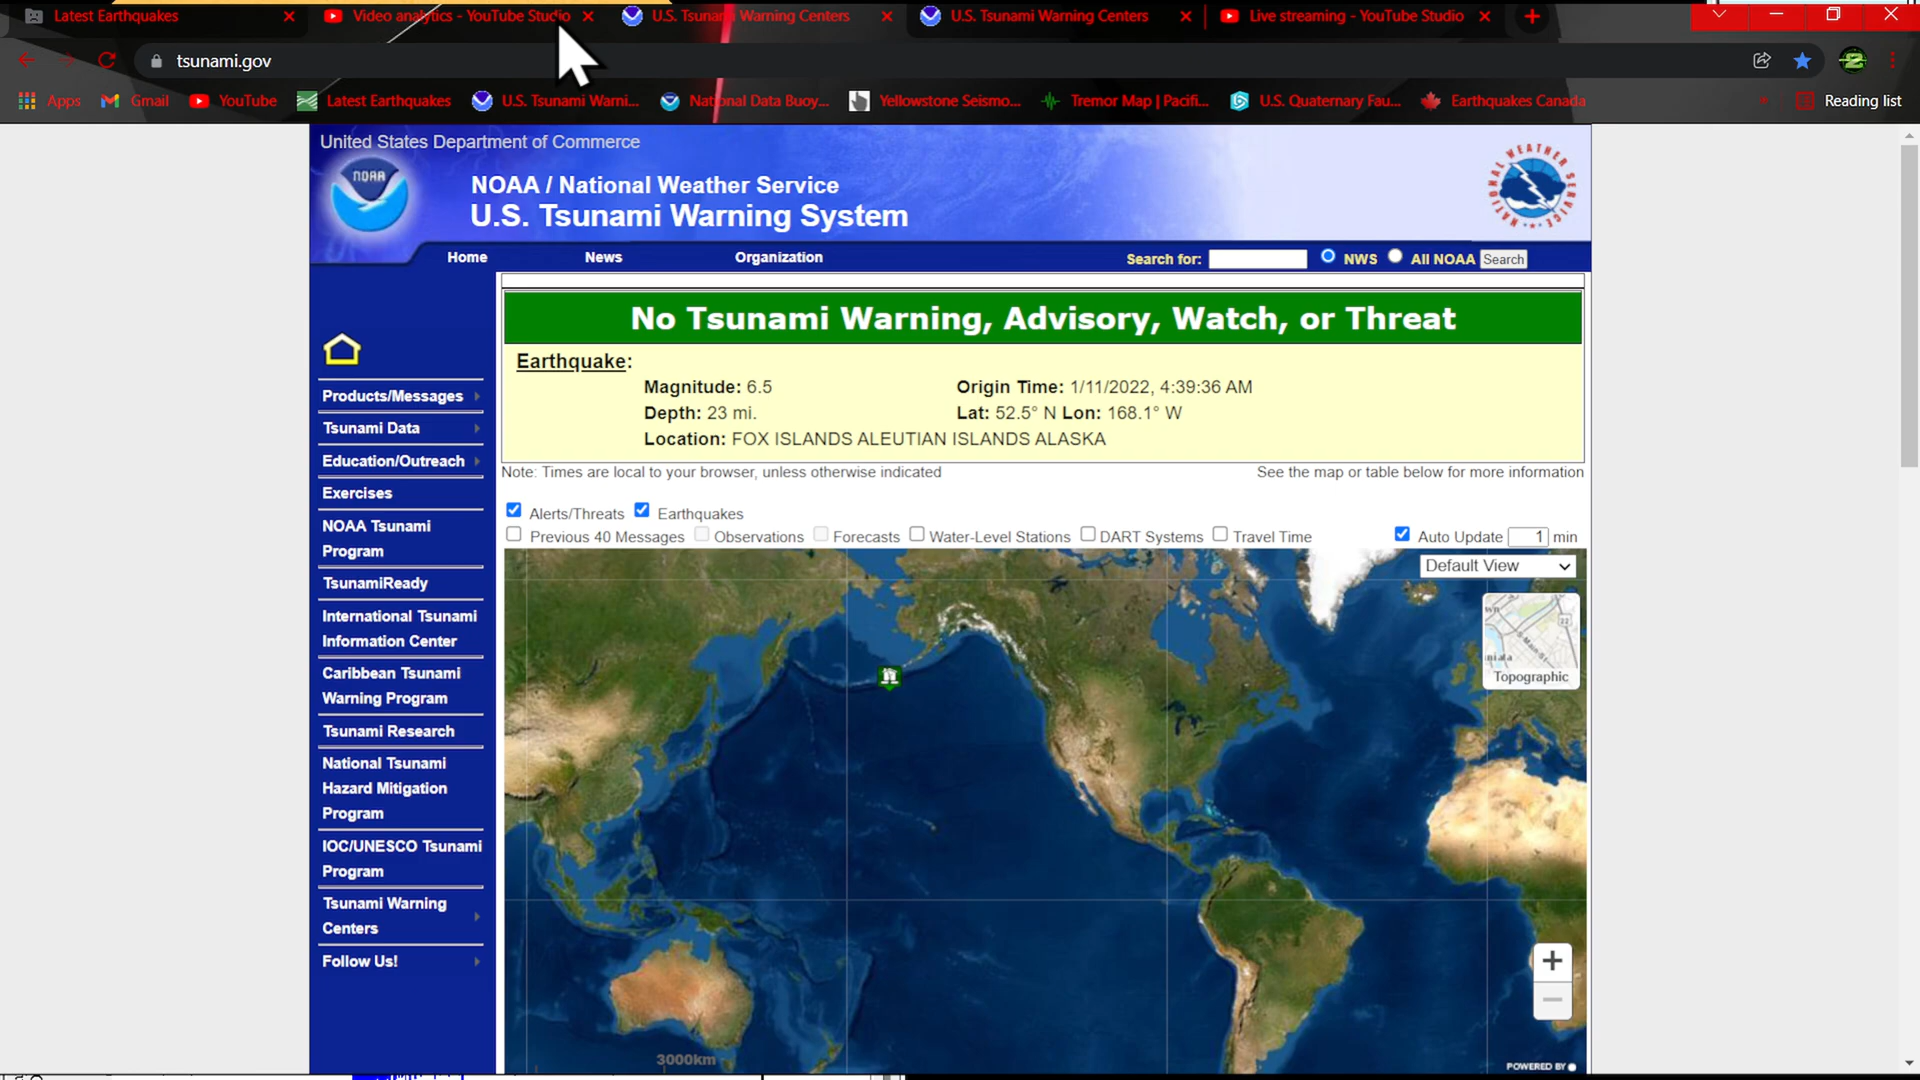 Latest Earthquakes
Video analytics - YouTube Studio
U.S. Tsunami Warning Centers
U.S. Tsunami Warning Centers
Live streaming - YouTube Studio
tsunami.gov
Apps
Gmail
YouTube
Latest Earthquakes
U.S. Tsunami Warni...
National Data Buoy...
Yellowstone Seismo...
Tremor Map | Pacifi...
U.S. Quaternary Fau...
Earthquakes Canada
Reading list
United States Department of Commerce
NOAA
NOAA / National Weather Service
U.S. Tsunami Warning System
NATIONAL WEATHER SERVICE
Home
News
Organization
Search for:
NWS
All NOAA
Search
No Tsunami Warning, Advisory, Watch, or Threat
Earthquake:
Magnitude: 6.5
Origin Time: 1/11/2022, 4:39:36 AM
Depth: 23 mi.
Lat: 52.5° N Lon: 168.1° W
Location: FOX ISLANDS ALEUTIAN ISLANDS ALASKA
Note: Times are local to your browser, unless otherwise indicated
See the map or table below for more information
Alerts/Threats
Earthquakes
Previous 40 Messages
Observations
Forecasts
Water-Level Stations
DART Systems
Travel Time
Auto Update 1 min
Default View
Topographic
3000km
POWERED BY
Products/Messages
Tsunami Data
Education/Outreach
Exercises
NOAA Tsunami
Program
TsunamiReady
International Tsunami
Information Center
Caribbean Tsunami
Warning Program
Tsunami Research
National Tsunami
Hazard Mitigation
Program
IOC/UNESCO Tsunami
Program
Tsunami Warning
Centers
Follow Us!